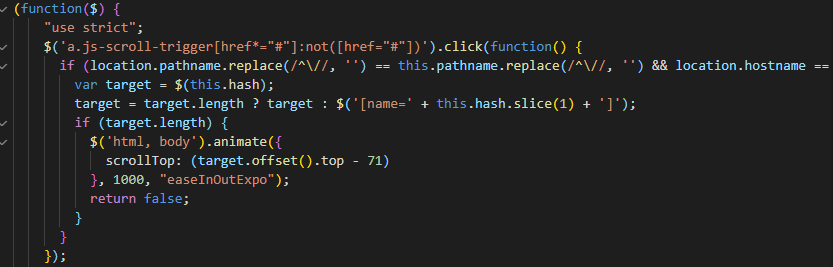 (function($) {
"use strict";
$('a.js-scroll-trigger[href*="#"]:not([href="#"])').click(function() {
if (location.pathname.replace(/^\//, '') == this.pathname.replace(/^\//, '') && location.hostname ==
var target = $(this.hash);
target = target.length ? target : $('[name=' + this.hash.slice(1) + ']');
if (target.length) {
$('html, body').animate({
scrollTop: (target.offset().top - 71)
}, 1000, "easeInOutExpo");
return false;
}
}
});